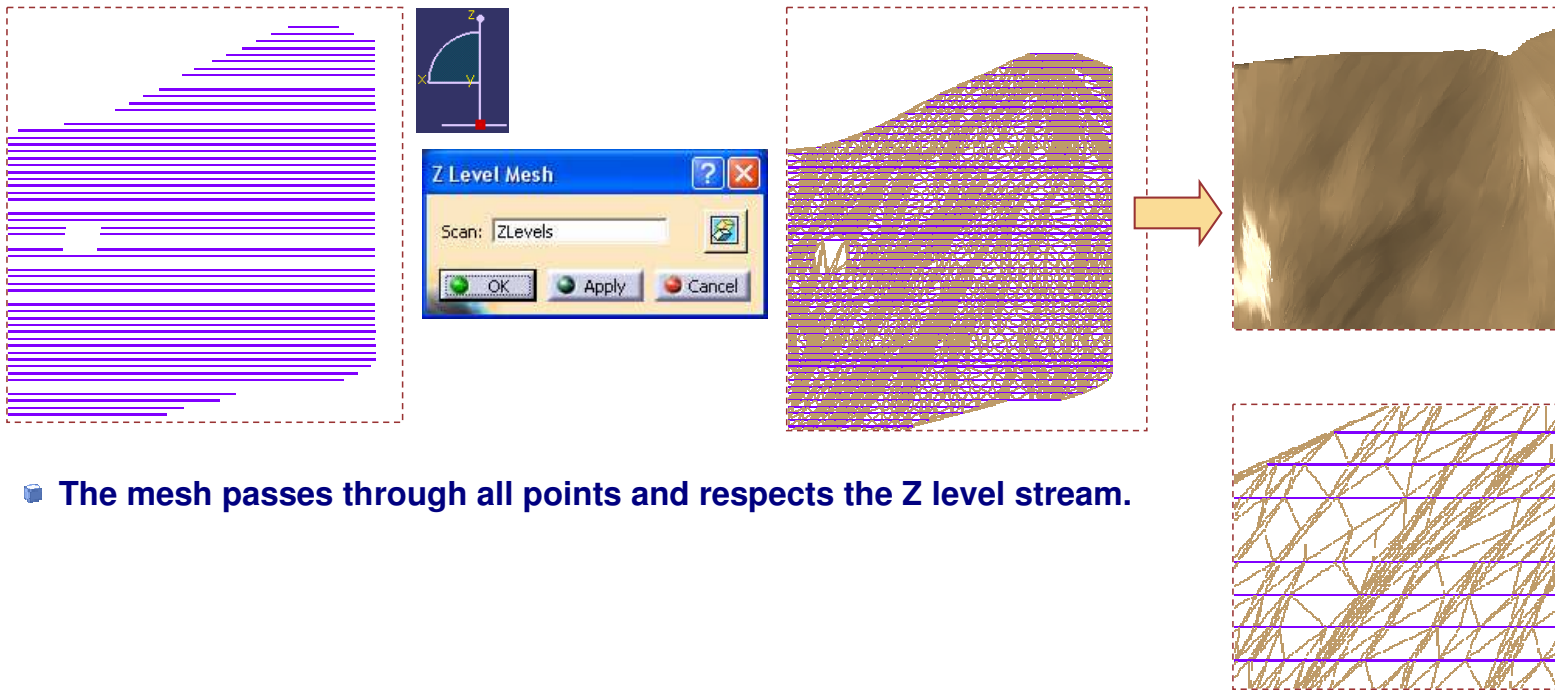 z
x y
Z Level Mesh
?
Scan: ZLevels
OK Apply Cancel
The mesh passes through all points and respects the Z level stream.